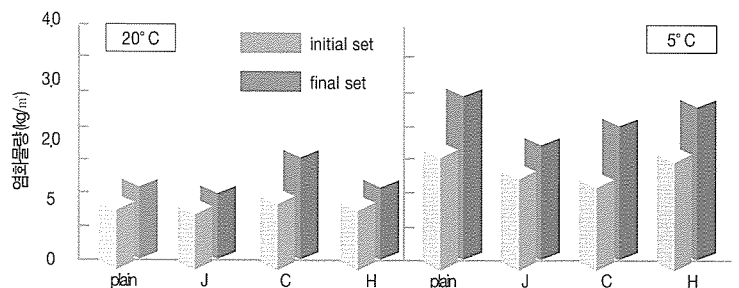 4.0
20°C
initial set
5°C
3.0
final set
염화물량(kg/㎥)
2.0
5
0
plain J C H plain J C H